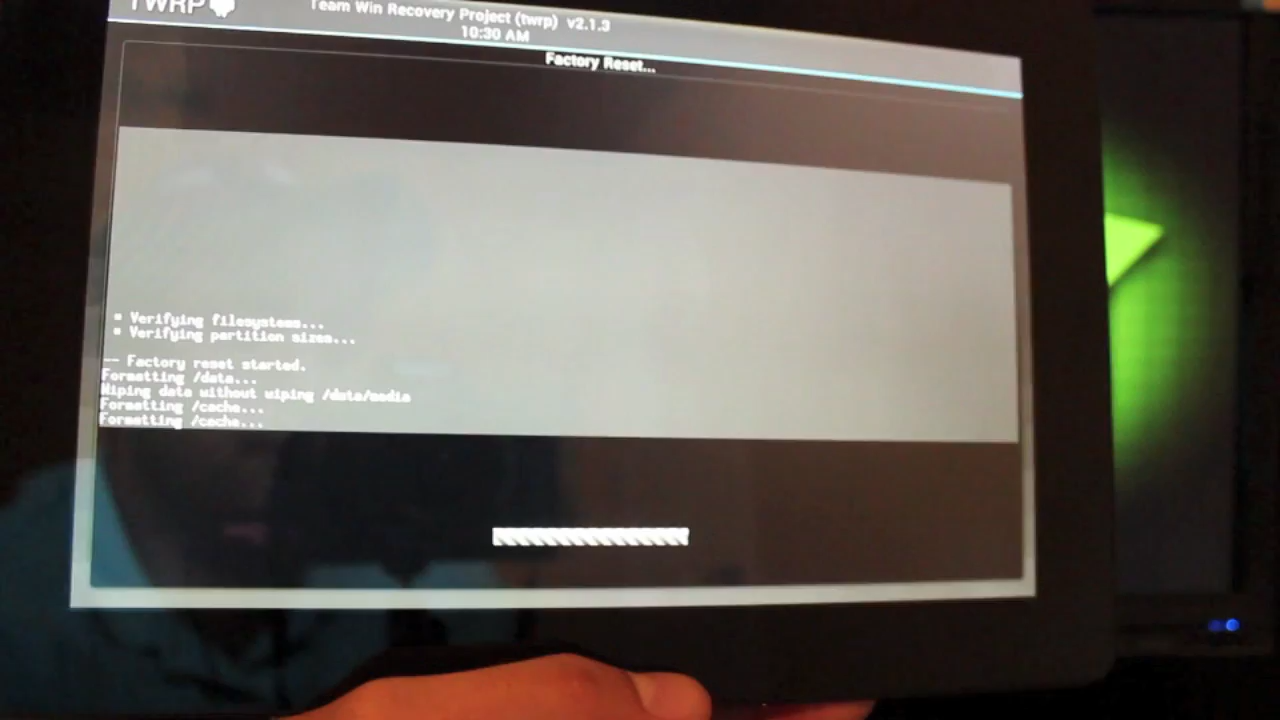 TWRP
Team Win Recovery Project (twrp) v2.1.3
10:30 AM
Factory Reset...
* Verifying filesystems...
* Verifying partition sizes...
-- Factory reset started.
Formatting /data...
Wiping data without wiping /data/media
Formatting /cache...
Formatting /cache...